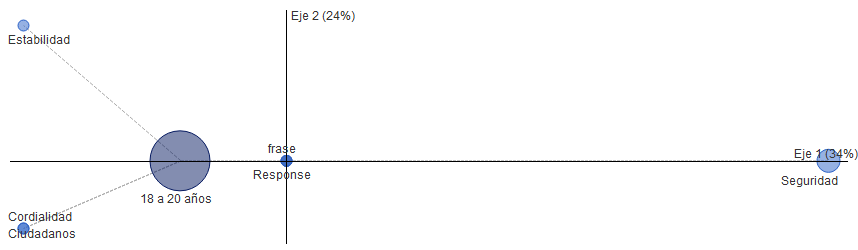 Eje 2 (24%)
Estabilidad
frase
Eje 1 (34%)
Response
Seguridad
18 a 20 años
Cordialidad
Ciudadanos